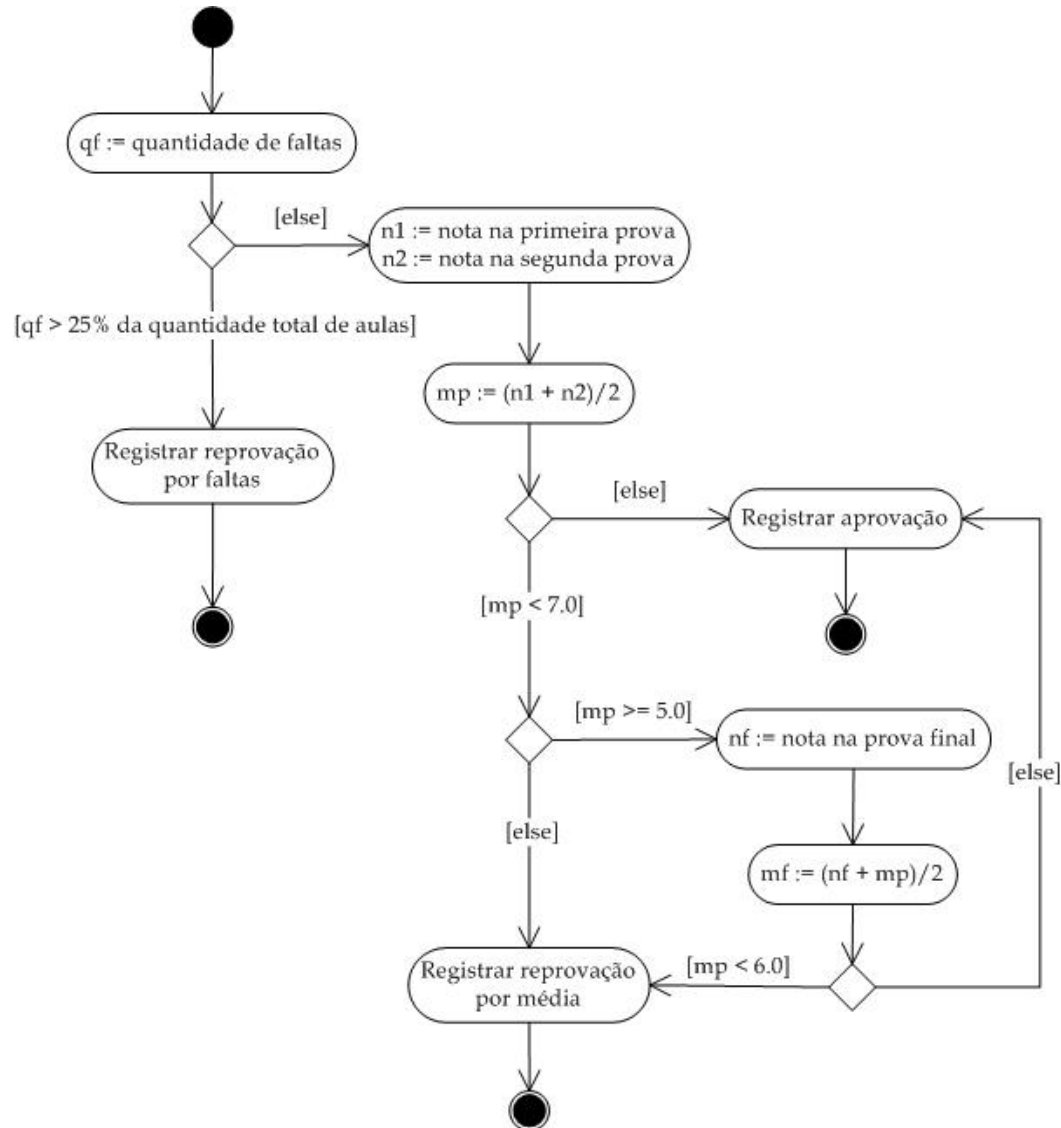 qf := quantidade de faltas
[else]
n1 := nota na primeira prova
n2 := nota na segunda prova
[qf > 25% da quantidade total de aulas]
mp := (n1 + n2)/2
Registrar reprovação
por faltas
[else]
Registrar aprovação
[mp < 7.0]
[mp >= 5.0]
nf := nota na prova final
[else]
[else]
mf := (nf + mp)/2
[mp < 6.0]
Registrar reprovação
por média